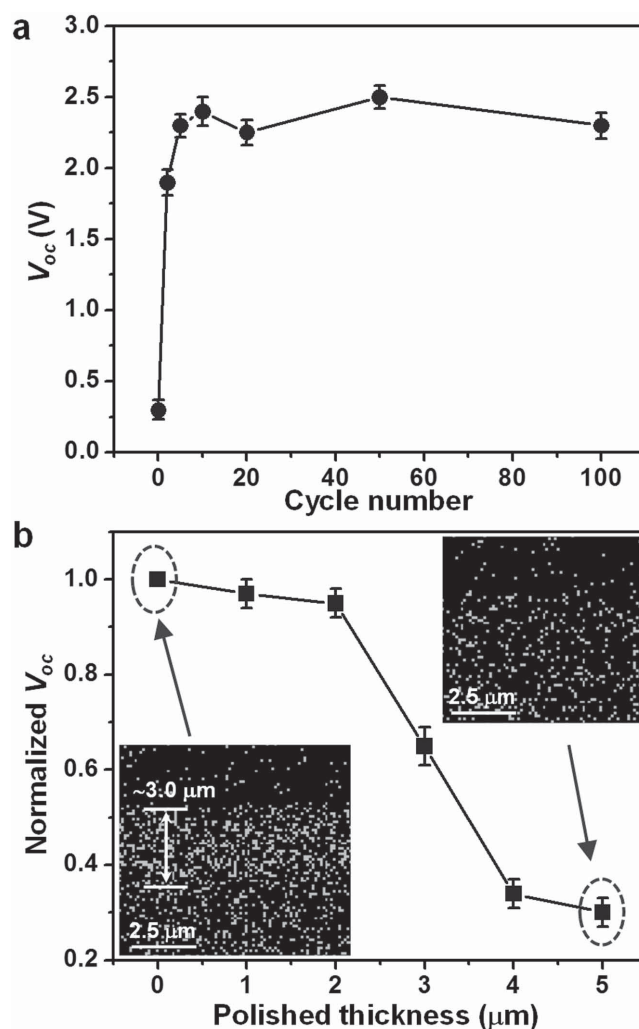 a
3.0
2.5
2.0
1.5
1.0
0.5
0.0
Voc (V)
0 20 40 60 80 100
Cycle number
b
1.0
0.8
0.6
0.4
0.2
Normalized Voc
~3.0 μm
2.5 μm
2.5 μm
0 1 2 3 4 5
Polished thickness (μm)